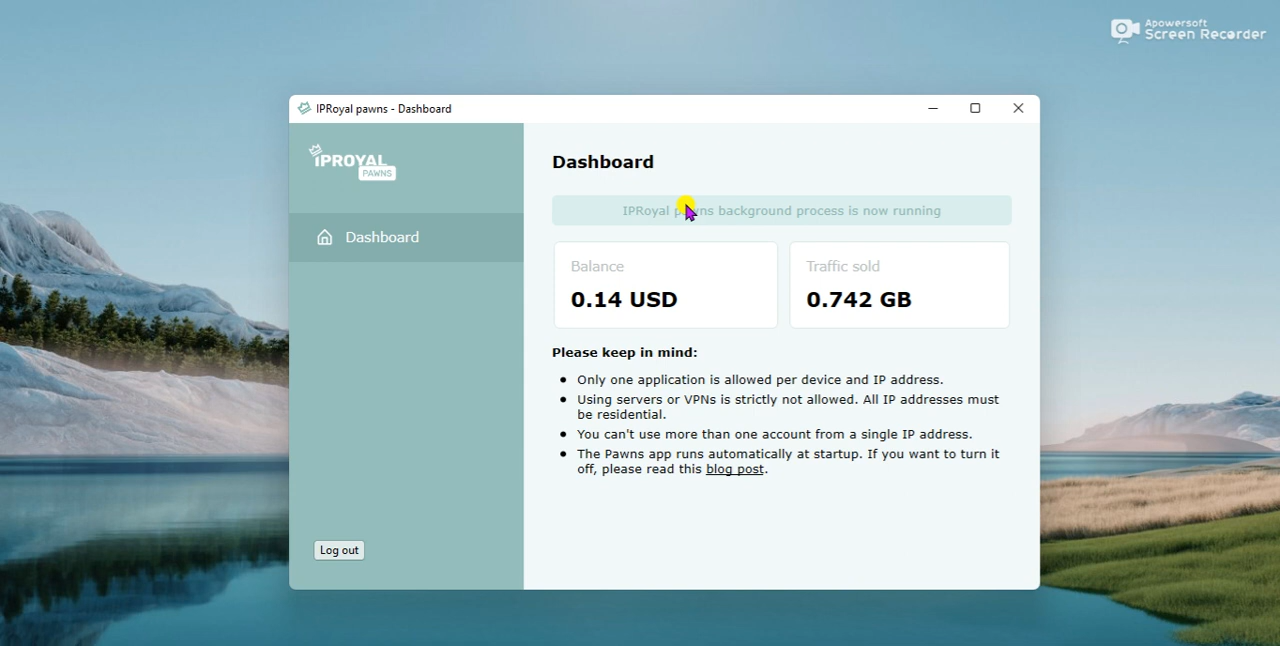 Apowersoft
Screen Recorder
IPRoyal pawns - Dashboard
IPROYAL
PAWNS
Dashboard
Log out
Dashboard
IPRoyal pawns background process is now running
Balance
0.14 USD
Traffic sold
0.742 GB
Please keep in mind:
Only one application is allowed per device and IP address.
Using servers or VPNs is strictly not allowed. All IP addresses must
be residential.
You can't use more than one account from a single IP address.
The Pawns app runs automatically at startup. If you want to turn it
off, please read this blog post.